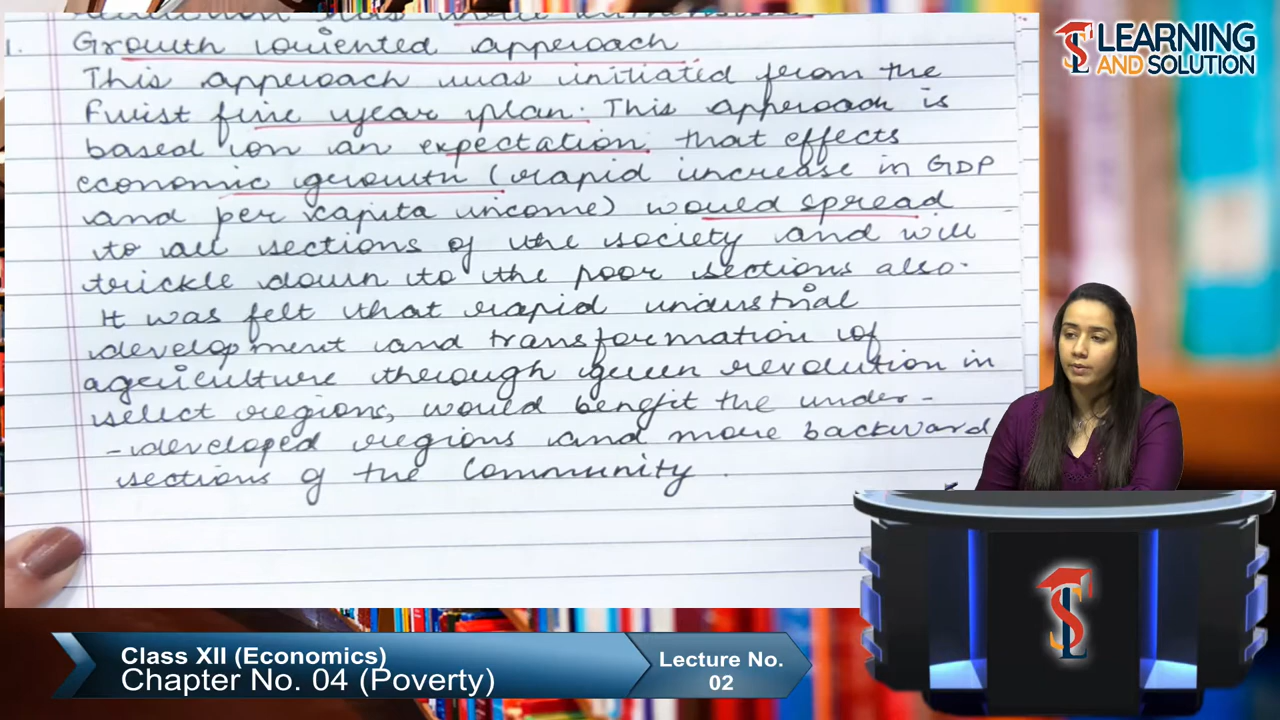 1. Growth oriented approach
This approach was initiated from the
First five year plan. This approach is
based on an expectation that effects
economic growth (rapid increase in GDP
and per capita income) would spread
to all sections of the society and will
trickle down to the poor sections also.
It was felt that rapid industrial
development and transformation of
agriculture through green revolution in
select regions, would benefit the under-
-developed regions and more backward
sections of the community.
LEARNING
AND SOLUTION
Class XII (Economics)
Chapter No. 04 (Poverty)
Lecture No.
02